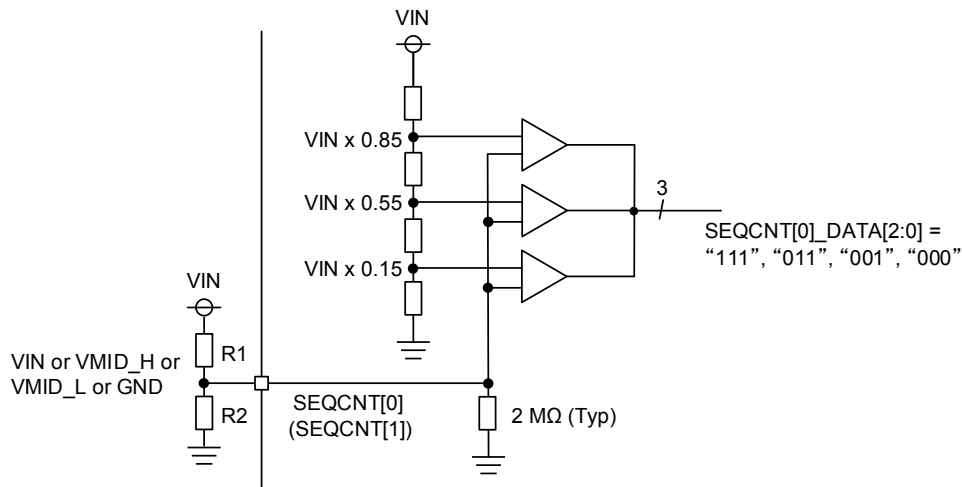 VIN
VIN x 0.85
VIN x 0.55
VIN x 0.15
3
SEQCNT[0]_DATA[2:0] =
“111”, “011”, “001”, “000”
VIN
R1
VIN or VMID_H or
VMID_L or GND
R2
SEQCNT[0]
(SEQCNT[1])
2 MΩ (Typ)